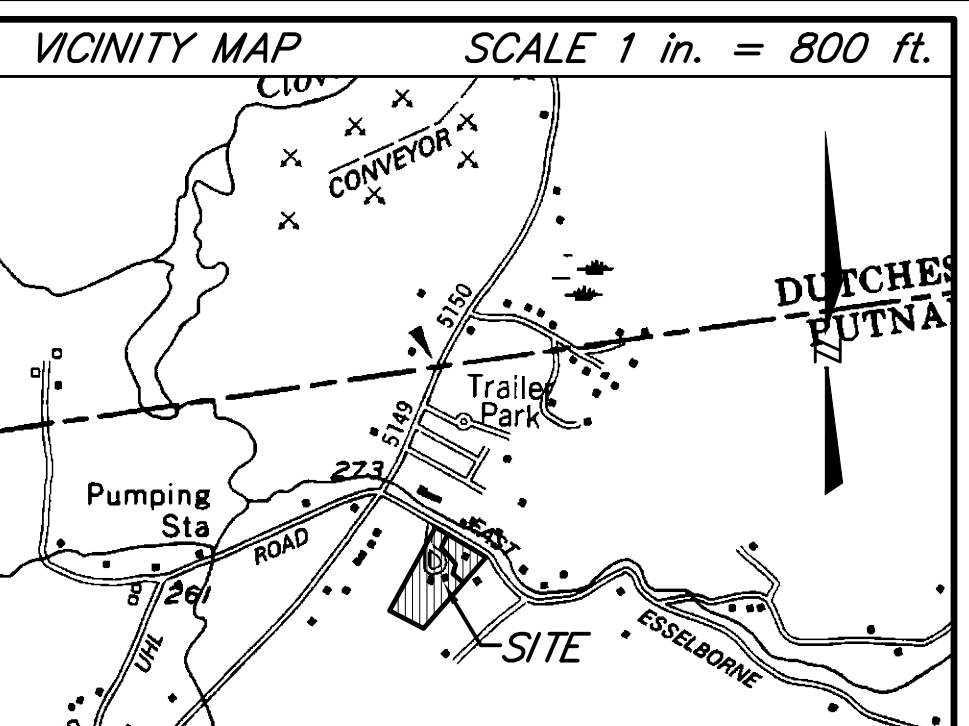 VICINITY MAP
SCALE 1 in. = 800 ft.
CONVEYOR
DUTCHES
PUTNA
5150
Trailer
Park
5149
273
Pumping
Sta
ROAD
EAST
261
UHL
SITE
ESSELBORNE